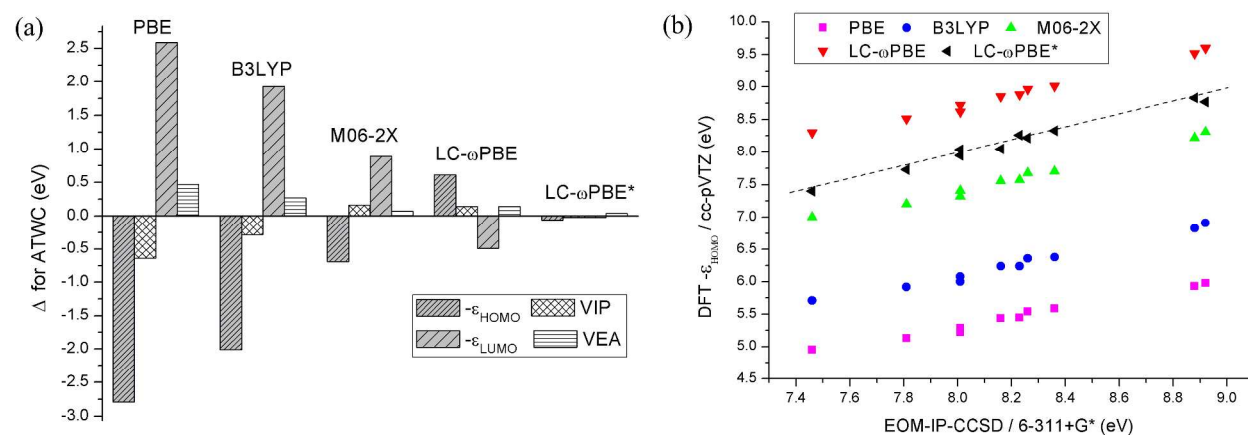 (a)
PBE
B3LYP
M06-2X
LC-ωPBE
LC-ωPBE*
Δ for ATWC (eV)
2.5
2.0
1.5
1.0
0.5
0.0
-0.5
-1.0
-1.5
-2.0
-2.5
-3.0
-εHOMO VIP
-εLUMO VEA
(b)
PBE B3LYP M06-2X
LC-ωPBE LC-ωPBE*
DFT -εHOMO / cc-pVTZ (eV)
10.0
9.5
9.0
8.5
8.0
7.5
7.0
6.5
6.0
5.5
5.0
4.5
7.4 7.6 7.8 8.0 8.2 8.4 8.6 8.8 9.0
EOM-IP-CCSD / 6-311+G* (eV)